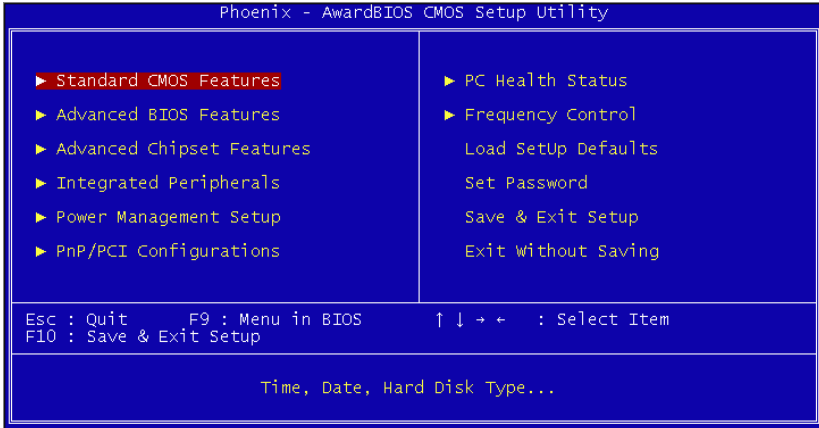 Phoenix - AwardBIOS CMOS Setup Utility
► Standard CMOS Features
► Advanced BIOS Features
► Advanced Chipset Features
► Integrated Peripherals
► Power Management Setup
► PnP/PCI Configurations
► PC Health Status
► Frequency Control
Load SetUp Defaults
Set Password
Save & Exit Setup
Exit Without Saving
Esc : Quit F9 : Menu in BIOS ↑ ↓ → ← : Select Item
F10 : Save & Exit Setup
Time, Date, Hard Disk Type...